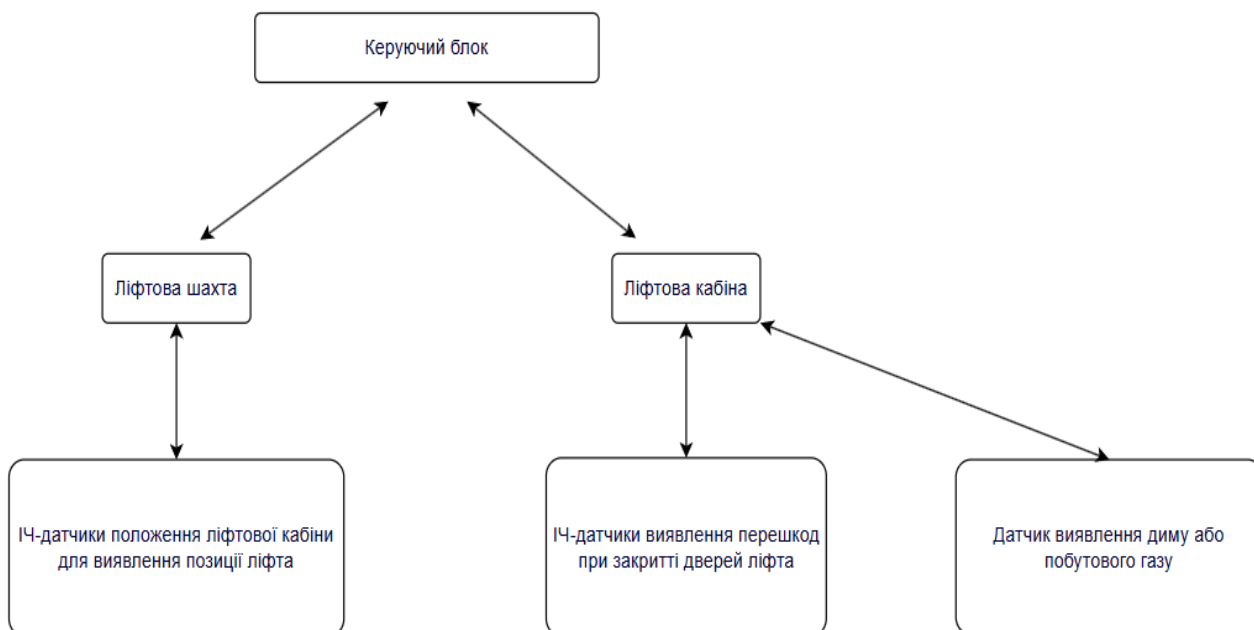 Керуючий блок
Ліфтова шахта
Ліфтова кабіна
ІЧ-датчики положення ліфтової кабіни
для виявлення позиції ліфта
ІЧ-датчики виявлення перешкод
при закритті дверей ліфта
Датчик виявлення диму або
побутового газу